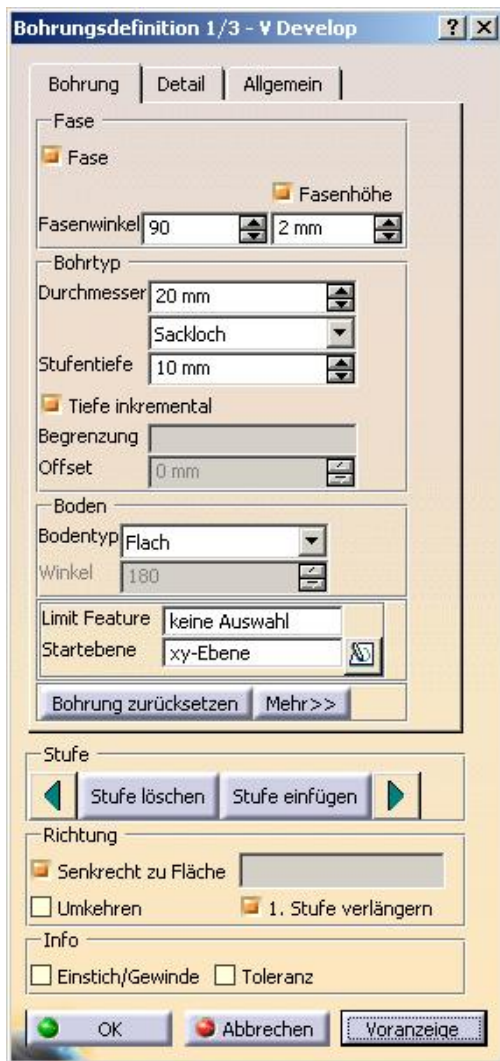 Bohrungsdefinition 1/3 - V Develop
Bohrung Detail Allgemein
Fase
Fase
Fasenhöhe
Fasenwinkel 90 2 mm
Bohrtyp
Durchmesser 20 mm
Sackloch
Stufentiefe 10 mm
Tiefe inkremental
Begrenzung
Offset 0 mm
Boden
Bodentyp Flach
Winkel 180
Limit Feature keine Auswahl
Startebene xy-Ebene
Bohrung zurücksetzen Mehr>>
Stufe
Stufe löschen Stufe einfügen
Richtung
Senkrecht zu Fläche
Umkehren 1. Stufe verlängern
Info
Einstich/Gewinde Toleranz
OK Abbrechen Voranzeige